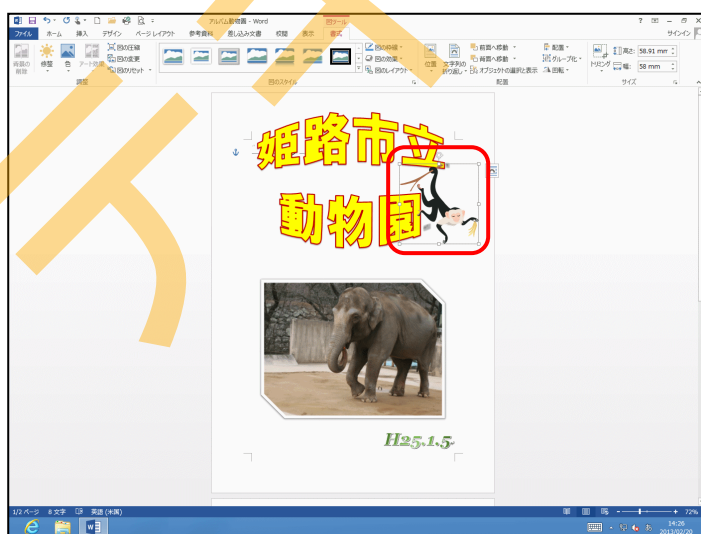 アルバム動物園 - Word
図ツール
サインイン
ファイル ホーム 挿入 デザイン ページ レイアウト 参考資料 差し込み文書 校閲 表示 書式
背景の削除 修整 色 アート効果
図の圧縮
図の変更
図のリセット
調整
図のスタイル
図の枠線
図の効果
図のレイアウト
位置 文字列の折り返し
前面へ移動
背面へ移動
オブジェクトの選択と表示
配置
グループ化
回転
配置
トリミング
高さ: 58.91 mm
幅: 58 mm
サイズ
姫路市立
動物園
H25.1.5
1/2 ページ 8 文字 英語 (米国)
72%
14:26
2013/02/20